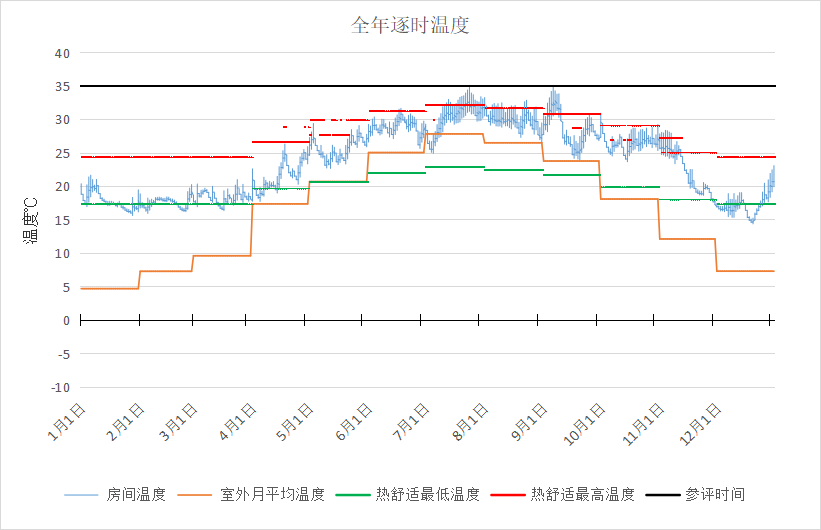 全年逐时温度
40
35
30
25
20
15
10
5
0
-5
-10
温度℃
1月1日
2月1日
3月1日
4月1日
5月1日
6月1日
7月1日
8月1日
9月1日
10月1日
11月1日
12月1日
房间温度 室外月平均温度 热舒适最低温度 热舒适最高温度 参评时间